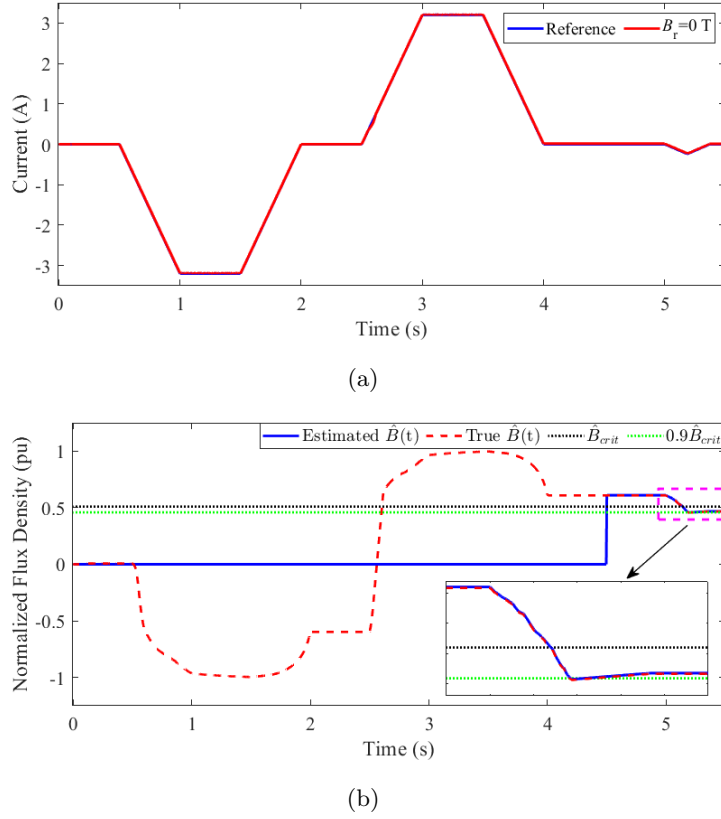 3
2
1
0
-1
-2
-3
Current (A)
Reference B_r=0 T
0 1 2 3 4 5
Time (s)
(a)
Estimated B̂(t) True B̂(t) B̂_crit 0.9B̂_crit
1
0.5
0
-0.5
-1
Normalized Flux Density (pu)
0 1 2 3 4 5
Time (s)
(b)